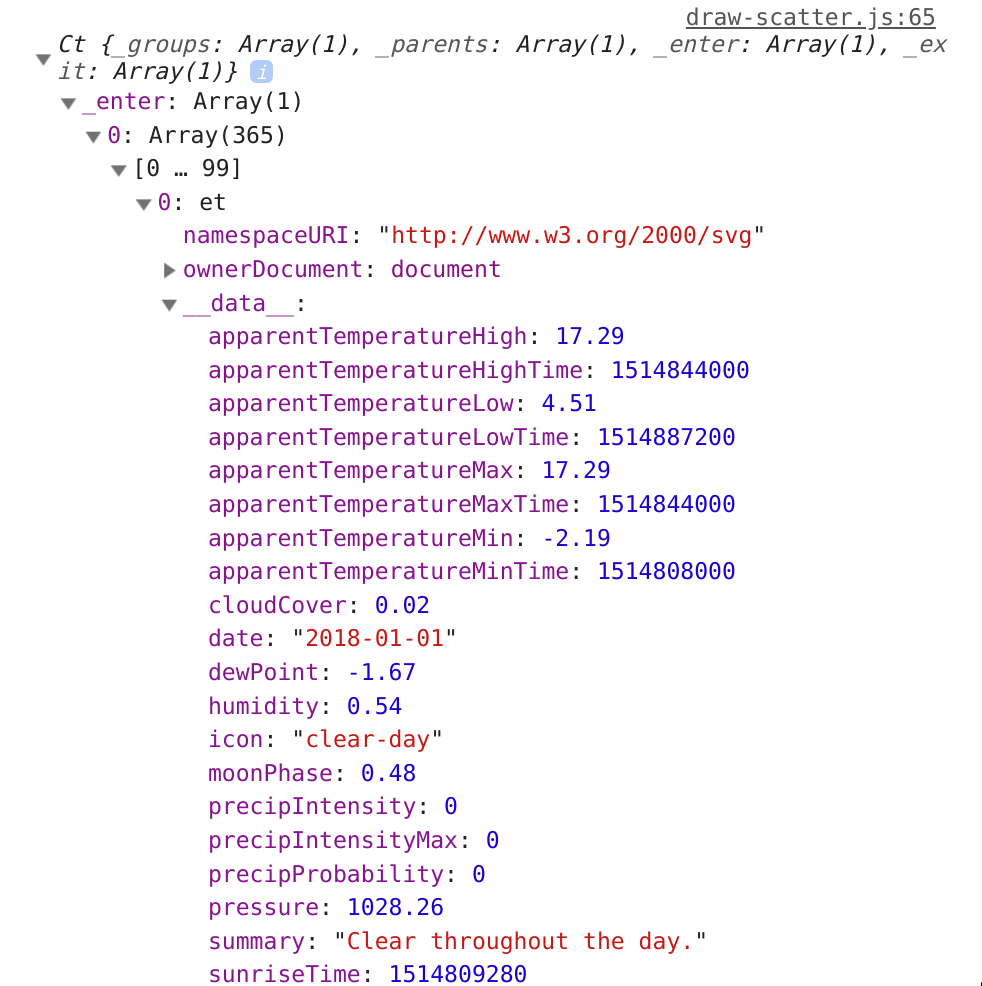 draw-scatter.js:65
Ct {_groups: Array(1), _parents: Array(1), _enter: Array(1), _ex
it: Array(1)} i
_enter: Array(1)
0: Array(365)
[0 … 99]
0: et
namespaceURI: "http://www.w3.org/2000/svg"
ownerDocument: document
__data__:
apparentTemperatureHigh: 17.29
apparentTemperatureHighTime: 1514844000
apparentTemperatureLow: 4.51
apparentTemperatureLowTime: 1514887200
apparentTemperatureMax: 17.29
apparentTemperatureMaxTime: 1514844000
apparentTemperatureMin: -2.19
apparentTemperatureMinTime: 1514808000
cloudCover: 0.02
date: "2018-01-01"
dewPoint: -1.67
humidity: 0.54
icon: "clear-day"
moonPhase: 0.48
precipIntensity: 0
precipIntensityMax: 0
precipProbability: 0
pressure: 1028.26
summary: "Clear throughout the day."
sunriseTime: 1514809280